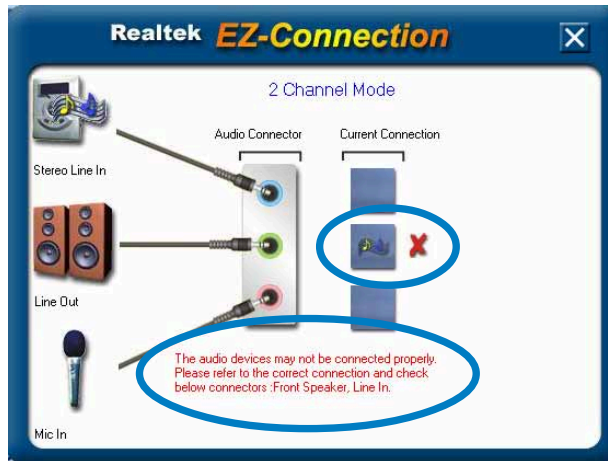 Realtek EZ-Connection
2 Channel Mode
Audio Connector Current Connection
Stereo Line In
Line Out
The audio devices may not be connected properly.
Please refer to the correct connection and check
below connectors :Front Speaker, Line In.
Mic In